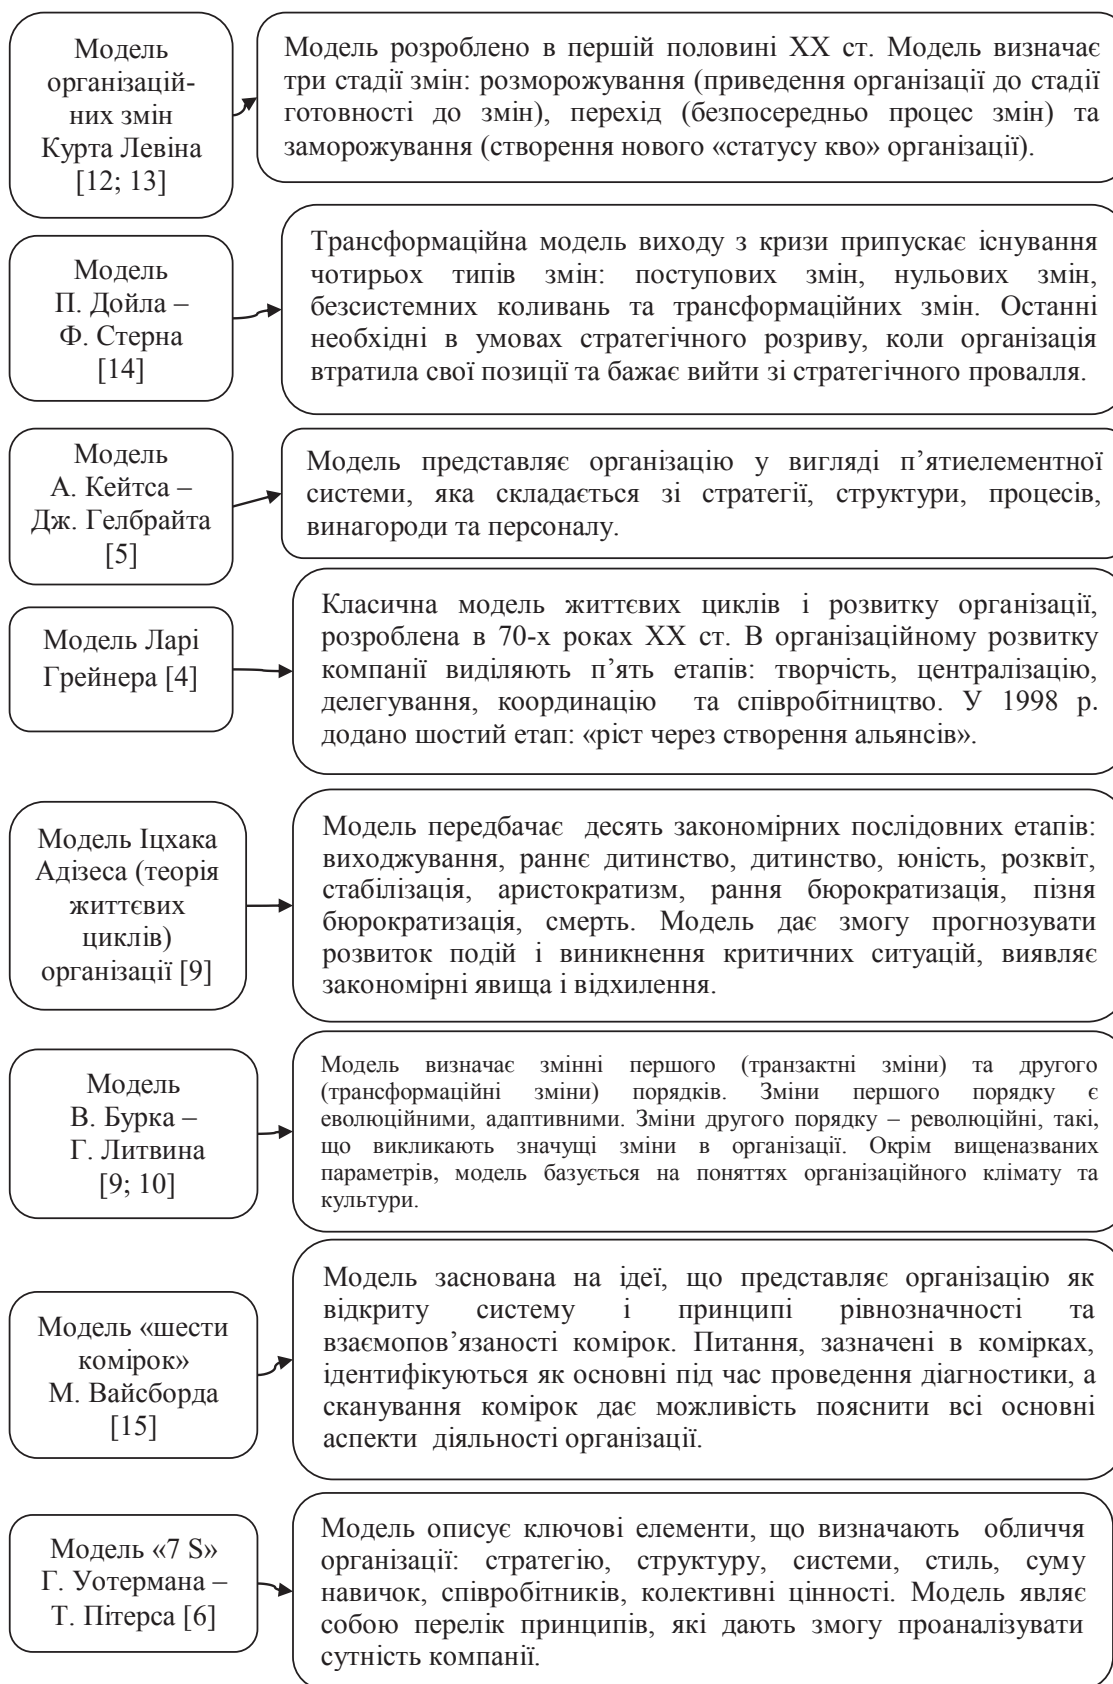 Модель
організацій-
них змін
Курта Левіна
[12; 13]
Модель розроблено в першій половині ХХ ст. Модель визначає
три стадії змін: розморожування (приведення організації до стадії
готовності до змін), перехід (безпосередньо процес змін) та
заморожування (створення нового «статусу кво» організації).
Модель
П. Дойла –
Ф. Стерна
[14]
Трансформаційна модель виходу з кризи припускає існування
чотирьох типів змін: поступових змін, нульових змін,
безсистемних коливань та трансформаційних змін. Останні
необхідні в умовах стратегічного розриву, коли організація
втратила свої позиції та бажає вийти зі стратегічного провалля.
Модель
А. Кейтса –
Дж. Гелбрайта
[5]
Модель представляє організацію у вигляді п’ятиелементної
системи, яка складається зі стратегії, структури, процесів,
винагороди та персоналу.
Модель Ларі
Грейнера [4]
Класична модель життєвих циклів і розвитку організації,
розроблена в 70-х роках ХХ ст. В організаційному розвитку
компанії виділяють п’ять етапів: творчість, централізацію,
делегування, координацію та співробітництво. У 1998 р.
додано шостий етап: «ріст через створення альянсів».
Модель Іцхака
Адізеса (теорія
життєвих
циклів)
організації [9]
Модель передбачає десять закономірних послідовних етапів:
виходжування, раннє дитинство, дитинство, юність, розквіт,
стабілізація, аристократизм, рання бюрократизація, пізня
бюрократизація, смерть. Модель дає змогу прогнозувати
розвиток подій і виникнення критичних ситуацій, виявляє
закономірні явища і відхилення.
Модель
В. Бурка –
Г. Литвина
[9; 10]
Модель визначає змінні першого (транзактні зміни) та другого
(трансформаційні зміни) порядків. Зміни першого порядку є
еволюційними, адаптивними. Зміни другого порядку – революційні, такі,
що викликають значущі зміни в організації. Окрім вищеназваних
параметрів, модель базується на поняттях організаційного клімату та
культури.
Модель «шести
комірок»
М. Вайсборда
[15]
Модель заснована на ідеї, що представляє організацію як
відкриту систему і принципі рівнозначності та
взаємопов’язаності комірок. Питання, зазначені в комірках,
ідентифікуються як основні під час проведення діагностики, а
сканування комірок дає можливість пояснити всі основні
аспекти діяльності організації.
Модель «7 S»
Г. Уотермана –
Т. Пітерса [6]
Модель описує ключові елементи, що визначають обличчя
організації: стратегію, структуру, системи, стиль, суму
навичок, співробітників, колективні цінності. Модель являє
собою перелік принципів, які дають змогу проаналізувати
сутність компанії.